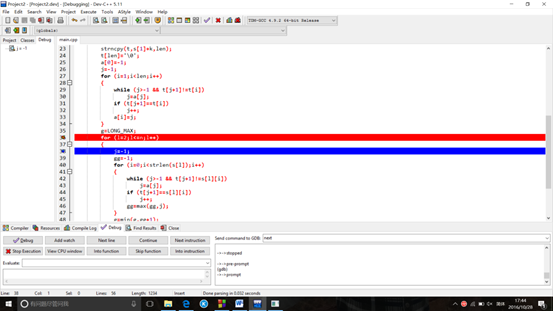 Project2 - [Project2.dev] - [Debugging] - Dev-C++ 5.11
File Edit Search View Project Execute Tools AStyle Window Help
TDM-GCC 4.9.2 64-bit Release
(globals)
Project Classes Debug main.cpp
j = -1
23 strncpy(t,s[1]+k,len);
24 t[len]='\0';
25 a[0]=-1;
26 j=-1;
27 for (i=1;i<len;i++)
28 {
29 while (j>-1 && t[j+1]!=t[i])
30 j=a[j];
31 if (t[j+1]==t[i])
32 j++;
33 a[i]=j;
34 }
35 g=LONG_MAX;
for (l=2;l<=n;l++)
37 {
j=-1;
39 gg=-1;
40 for (i=0;i<strlen(s[l]);i++)
41 {
42 while (j>-1 && t[j+1]!=s[l][i])
43 j=a[j];
44 if (t[j+1]==s[l][i])
45 j++;
46 gg=max(gg,j);
47 }
48 g=min(g,gg+1);
Compiler Resources Compile Log Debug Find Results Close
Debug Add watch Next line Continue Next instruction
Stop Execution View CPU window Into function Skip function Into instruction
Evaluate:
Send command to GDB: next
->->stopped
->->pre-prompt
(gdb)
->->prompt
Line: 38 Col: 1 Sel: 0 Lines: 56 Length: 1234 Insert Done parsing in 0.032 seconds
有问题尽管问我
17:44
2016/10/28